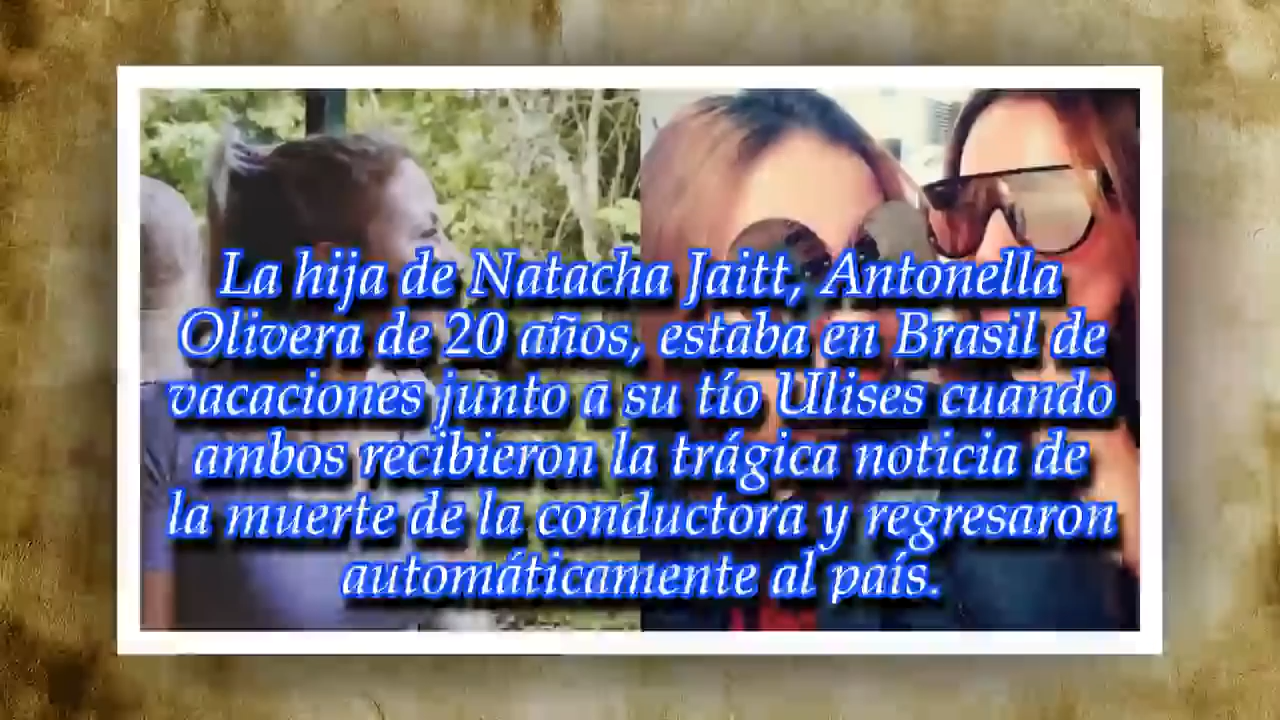 La hija de Natacha Jaitt, Antonella
Olivera de 20 años, estaba en Brasil de
vacaciones junto a su tío Ulises cuando
ambos recibieron la trágica noticia de
la muerte de la conductora y regresaron
automáticamente al país.